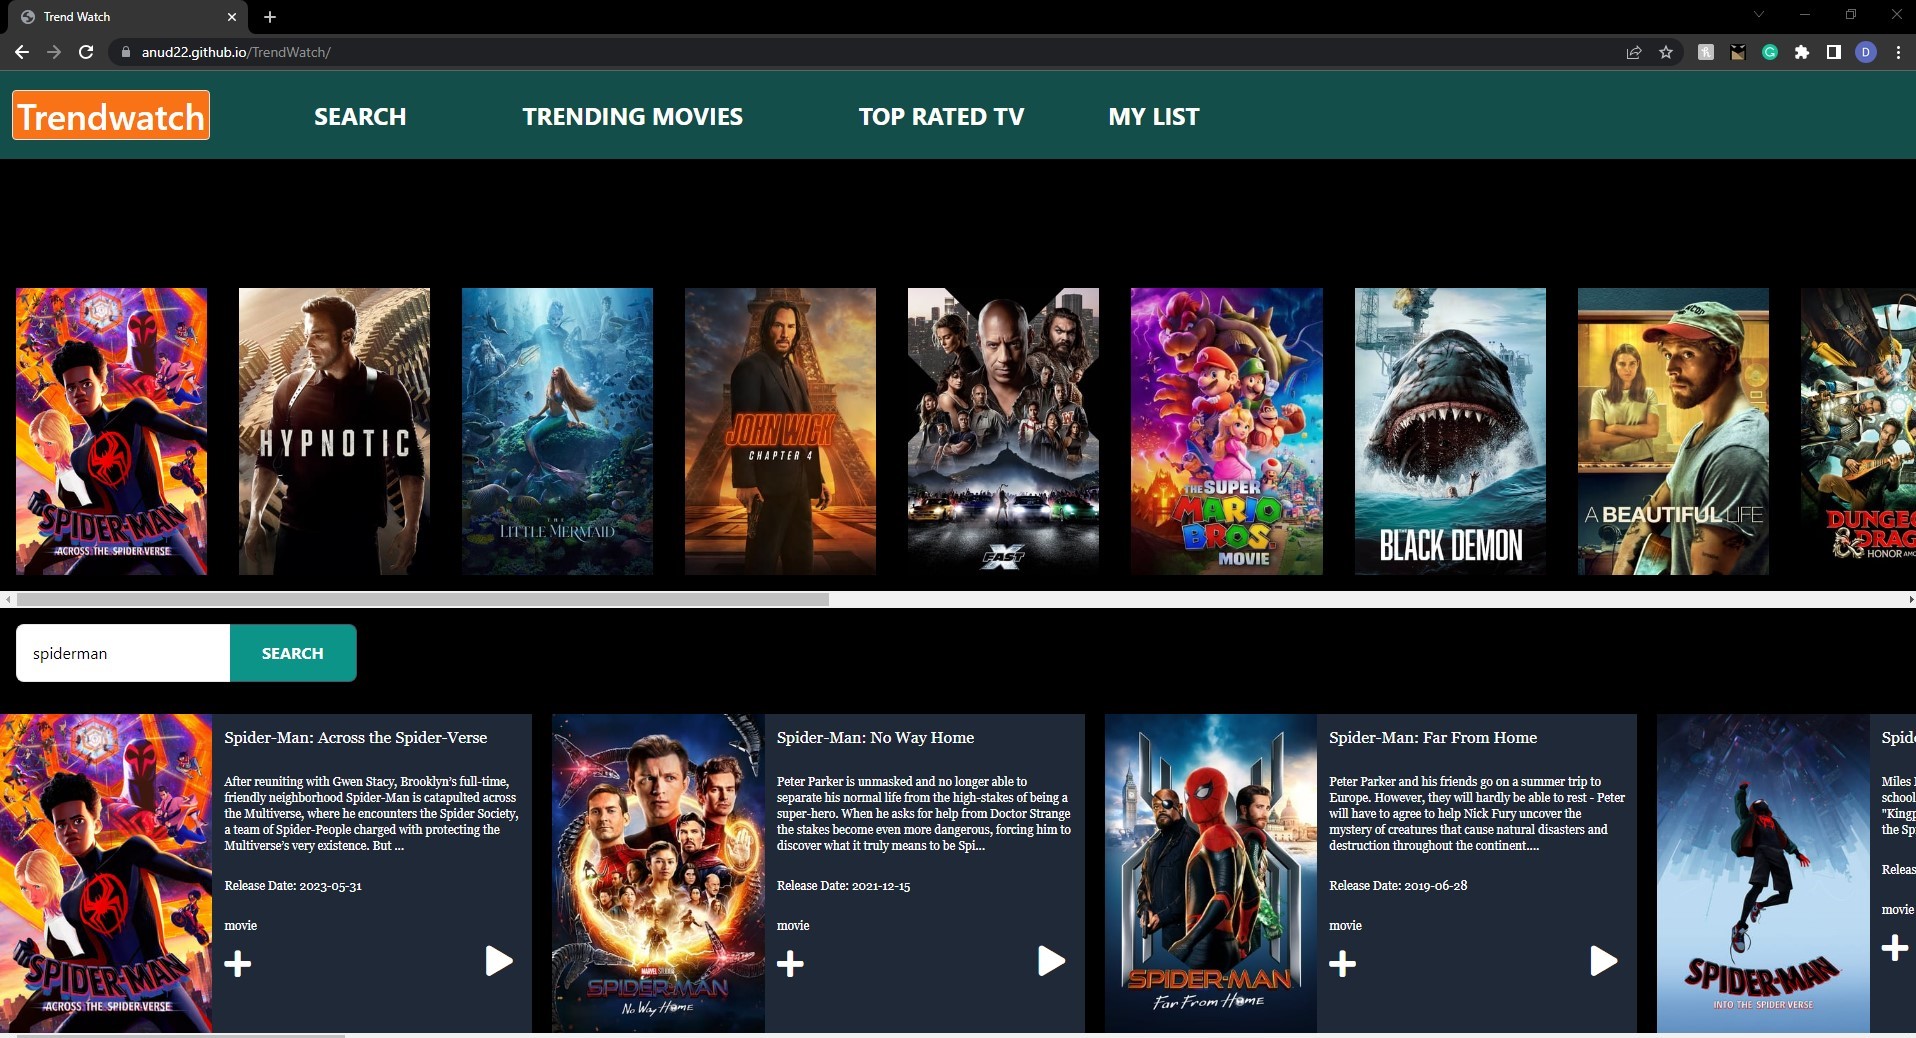 Trend Watch
anud22.github.io/TrendWatch/
D
Trendwatch
SEARCH
TRENDING MOVIES
TOP RATED TV
MY LIST
SPIDER-MAN
ACROSS THE SPIDER-VERSE
HYPNOTIC
THE
LITTLE MERMAID
JOHN WICK
CHAPTER 4
FAST X
THE SUPER
MARIO
BROS.
MOVIE
THE
BLACK DEMON
A BEAUTIFUL LIFE
DUNGEO
& DRAG
HONOR AMO
spiderman
SEARCH
SPIDER-MAN
ACROSS THE SPIDER-VERSE
Spider-Man: Across the Spider-Verse
After reuniting with Gwen Stacy, Brooklyn’s full-time,
friendly neighborhood Spider-Man is catapulted across
the Multiverse, where he encounters the Spider Society,
a team of Spider-People charged with protecting the
Multiverse’s very existence. But ...
Release Date: 2023-05-31
movie
MARVEL STUDIOS
SPIDER-MAN
No Way Home
Spider-Man: No Way Home
Peter Parker is unmasked and no longer able to
separate his normal life from the high-stakes of being a
super-hero. When he asks for help from Doctor Strange
the stakes become even more dangerous, forcing him to
discover what it truly means to be Spi...
Release Date: 2021-12-15
movie
SPIDER-MAN
Far From Home
Spider-Man: Far From Home
Peter Parker and his friends go on a summer trip to
Europe. However, they will hardly be able to rest - Peter
will have to agree to help Nick Fury uncover the
mystery of creatures that cause natural disasters and
destruction throughout the continent....
Release Date: 2019-06-28
movie
SPIDER-MAN
INTO THE SPIDER-VERSE
Spid
Miles
school
"Kingp
the Sp
Releas
movie